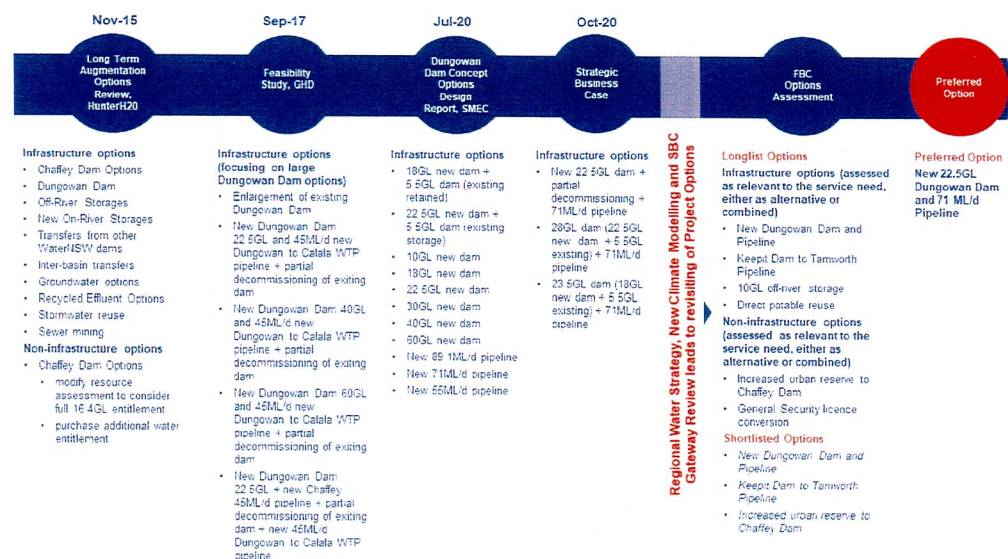 Nov-15
Sep-17
Jul-20
Oct-20
Long Term
Augmentation
Options
Review,
HunterH20
Feasibility
Study, GHD
Dungowan
Dam Concept
Options
Design
Report, SMEC
Strategic
Business
Case
FBC
Options
Assessment
Preferred
Option
Infrastructure options
• Chaffey Dam Options
• Dungowan Dam
• Off-River Storages
• New On-River Storages
• Transfers from other
WaterNSW dams
• Inter-basin transfers
• Groundwater options
• Recycled Effluent Options
• Stormwater reuse
• Sewer mining
Non-infrastructure options
• Chaffey Dam Options
• modify resource
assessment to consider
full 16 4GL entitlement
• purchase additional water
entitlement
Infrastructure options
(focusing on large
Dungowan Dam options)
• Enlargement of existing
Dungowan Dam
• New Dungowan Dam
22 5GL and 45ML/d new
Dungowan to Calala WTP
pipeline + partial
decommissioning of exiting
dam
• New Dungowan Dam 40GL
and 45ML/d new
Dungowan to Calala WTP
pipeline + partial
decommissioning of exiting
dam
• New Dungowan Dam 60GL
and 45ML/d new
Dungowan to Calala WTP
pipeline + partial
decommissioning of exiting
dam
• New Dungowan Dam
22 5GL + new Chaffey
45ML/d pipeline + partial
decommissioning of exiting
dam + new 45ML/d
Dungowan to Calala WTP
pipeline
Infrastructure options
• 18GL new dam +
5 5GL dam (existing
retained)
• 22 5GL new dam +
5 5GL dam (existing
storage)
• 10GL new dam
• 18GL new dam
• 22 5GL new dam
• 30GL new dam
• 40GL new dam
• 60GL new dam
• New 89 1ML/d pipeline
• New 71ML/d pipeline
• New 55ML/d pipeline
Infrastructure options
• New 22 5GL dam +
partial
decommissioning +
71ML/d pipeline
• 28GL dam (22 5GL
new dam + 5 5GL
existing) + 71ML/d
pipeline
• 23 5GL dam (18GL
new dam + 5 5GL
existing) + 71ML/d
pipeline
Regional Water Strategy, New Climate Modelling and SBC
Gateway Review leads to revisiting of Project Options
Longlist Options
Infrastructure options (assessed
as relevant to the service need,
either as alternative or
combined)
• New Dungowan Dam and
Pipeline
• Keepit Dam to Tamworth
Pipeline
• 10GL off-river storage
• Direct potable reuse
Non-infrastructure options
(assessed as relevant to the
service need, either as
alternative or combined)
• Increased urban reserve to
Chaffey Dam
• General Security licence
conversion
Shortlisted Options
• New Dungowan Dam and
Pipeline
• Keepit Dam to Tamworth
Pipeline
• Increased urban reserve to
Chaffey Dam
Preferred Option
New 22.5GL
Dungowan Dam
and 71 ML/d
Pipeline